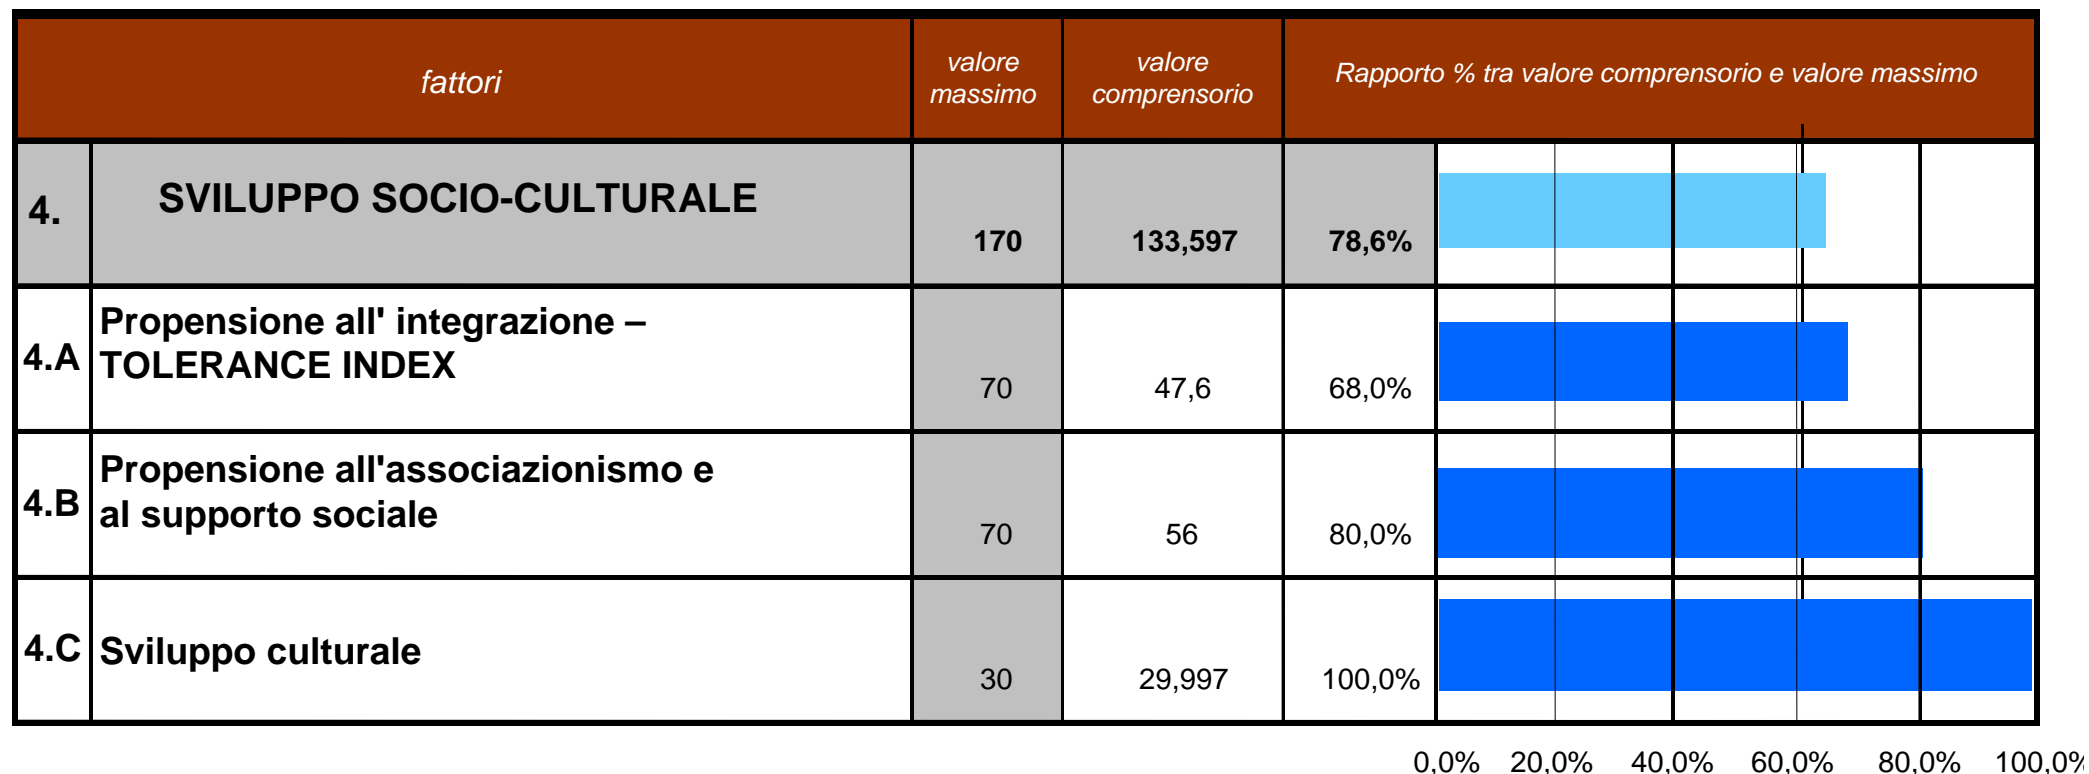 fattori
valore
massimo
valore
comprensorio
Rapporto % tra valore comprensorio e valore massimo
4.
SVILUPPO SOCIO-CULTURALE
170
133,597
78,6%
4.A
Propensione all' integrazione –
TOLERANCE INDEX
70
47,6
68,0%
4.B
Propensione all'associazionismo e
al supporto sociale
70
56
80,0%
4.C
Sviluppo culturale
30
29,997
100,0%
0,0% 20,0% 40,0% 60,0% 80,0% 100,0%